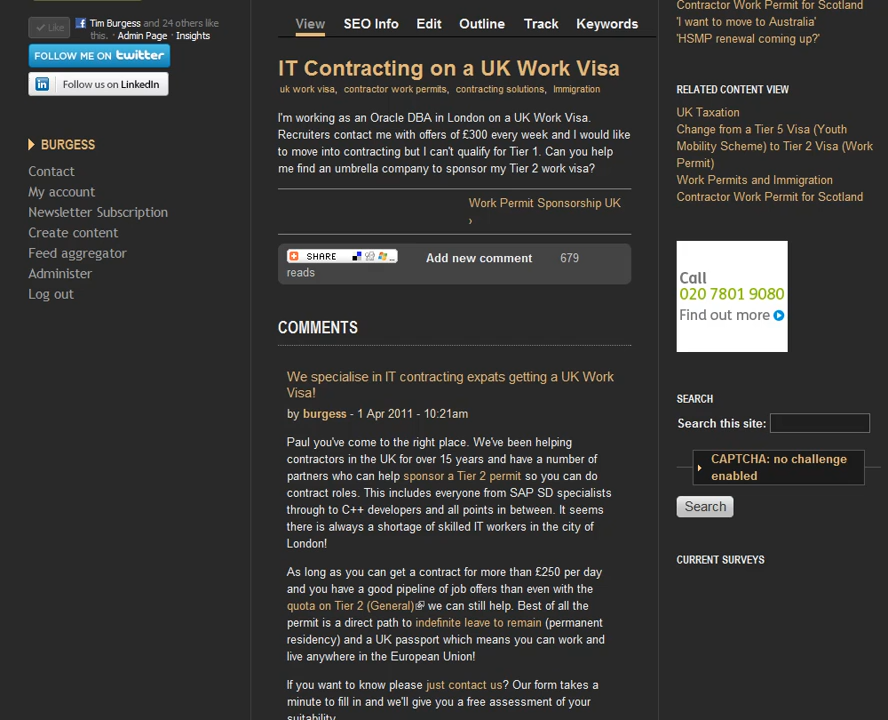 Like
Tim Burgess and 24 others like
this. · Admin Page · Insights
FOLLOW ME ON twitter
in Follow us on LinkedIn
BURGESS
Contact
My account
Newsletter Subscription
Create content
Feed aggregator
Administer
Log out
View SEO Info Edit Outline Track Keywords
IT Contracting on a UK Work Visa
uk work visa, contractor work permits, contracting solutions, Immigration
I'm working as an Oracle DBA in London on a UK Work Visa.
Recruiters contact me with offers of £300 every week and I would like
to move into contracting but I can't qualify for Tier 1. Can you help
me find an umbrella company to sponsor my Tier 2 work visa?
Work Permit Sponsorship UK
›
SHARE Add new comment 679
reads
COMMENTS
We specialise in IT contracting expats getting a UK Work
Visa!
by burgess - 1 Apr 2011 - 10:21am
Paul you've come to the right place. We've been helping
contractors in the UK for over 15 years and have a number of
partners who can help sponsor a Tier 2 permit so you can do
contract roles. This includes everyone from SAP SD specialists
through to C++ developers and all points in between. It seems
there is always a shortage of skilled IT workers in the city of
London!
As long as you can get a contract for more than £250 per day
and you have a good pipeline of job offers than even with the
quota on Tier 2 (General) we can still help. Best of all the
permit is a direct path to indefinite leave to remain (permanent
residency) and a UK passport which means you can work and
live anywhere in the European Union!
If you want to know please just contact us? Our form takes a
minute to fill in and we'll give you a free assessment of your
suitability.
Contractor Work Permit for Scotland
'I want to move to Australia'
'HSMP renewal coming up?'
RELATED CONTENT VIEW
UK Taxation
Change from a Tier 5 Visa (Youth
Mobility Scheme) to Tier 2 Visa (Work
Permit)
Work Permits and Immigration
Contractor Work Permit for Scotland
Call
020 7801 9080
Find out more
SEARCH
Search this site:
CAPTCHA: no challenge
enabled
Search
CURRENT SURVEYS